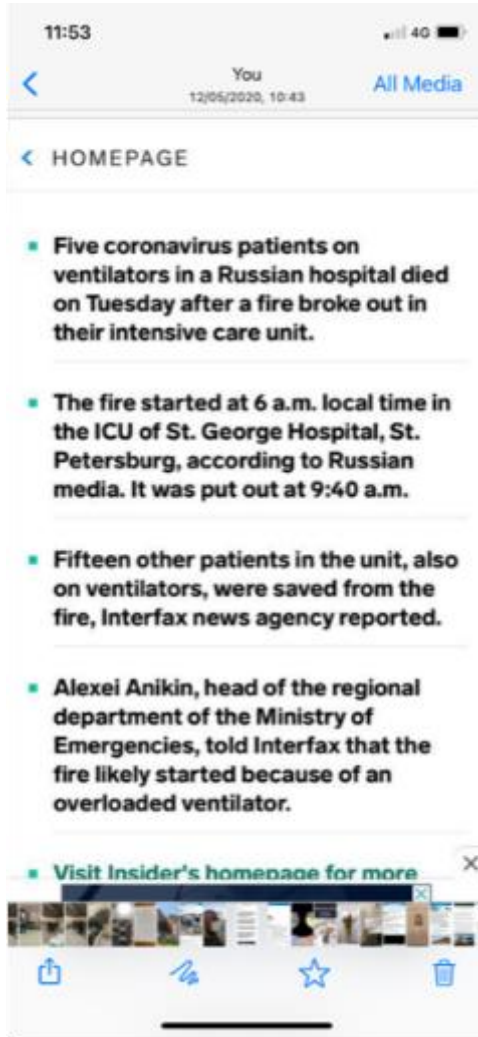 11:53
4G
You
12/05/2020, 10:43
All Media
HOMEPAGE
Five coronavirus patients on
ventilators in a Russian hospital died
on Tuesday after a fire broke out in
their intensive care unit.
The fire started at 6 a.m. local time in
the ICU of St. George Hospital, St.
Petersburg, according to Russian
media. It was put out at 9:40 a.m.
Fifteen other patients in the unit, also
on ventilators, were saved from the
fire, Interfax news agency reported.
Alexei Anikin, head of the regional
department of the Ministry of
Emergencies, told Interfax that the
fire likely started because of an
overloaded ventilator.
Visit Insider's homepage for more